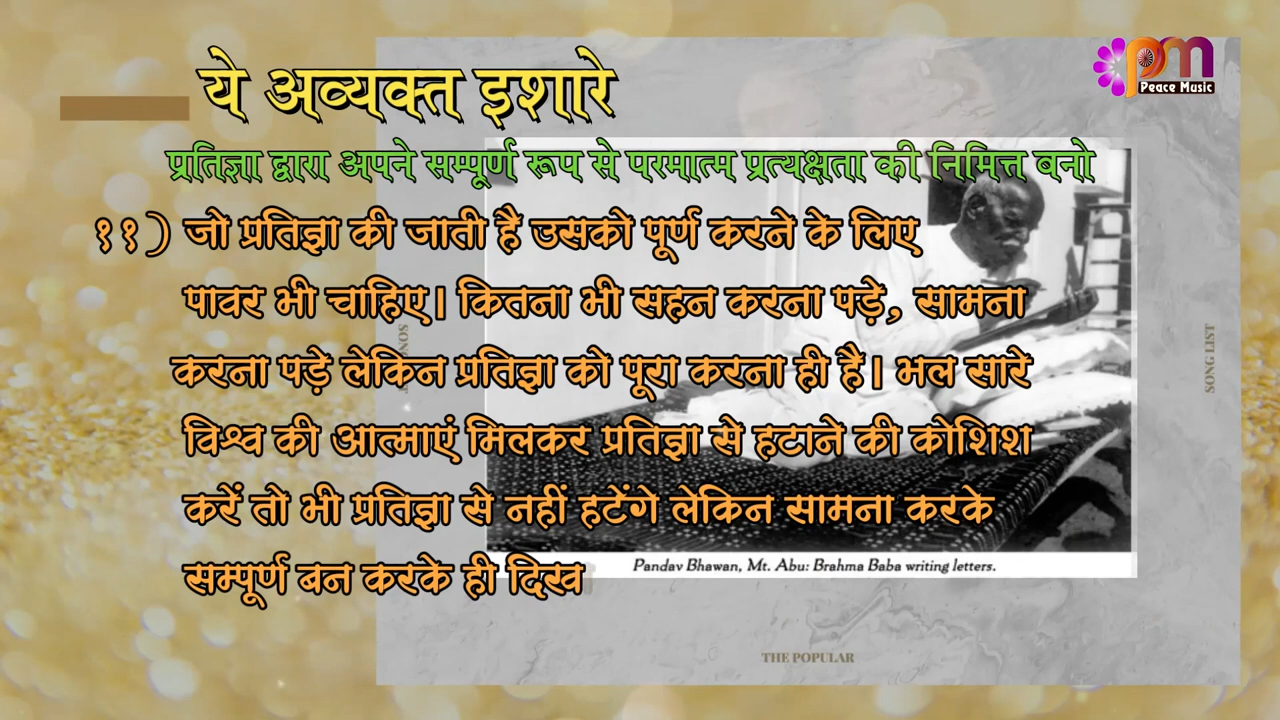 ये अव्यक्त इशारे
pm
Peace Music
प्रतिज्ञा द्वारा अपने सम्पूर्ण रूप से परमात्म प्रत्यक्षता की निमित्त बनो
११) जो प्रतिज्ञा की जाती है उसको पूर्ण करने के लिए
पावर भी चाहिए। कितना भी सहन करना पड़े, सामना
करना पड़े लेकिन प्रतिज्ञा को पूरा करना ही है। भल सारे
विश्व की आत्माएं मिलकर प्रतिज्ञा से हटाने की कोशिश
करें तो भी प्रतिज्ञा से नहीं हटेंगे लेकिन सामना करके
सम्पूर्ण बन करके ही दिख
Pandav Bhawan, Mt. Abu: Brahma Baba writing letters.
SONG LIST
THE POPULAR